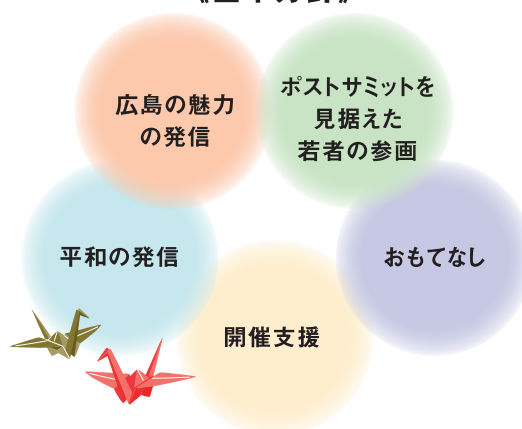 広島の魅力
の発信
ポストサミットを
見据えた
若者の参画
平和の発信
おもてなし
開催支援